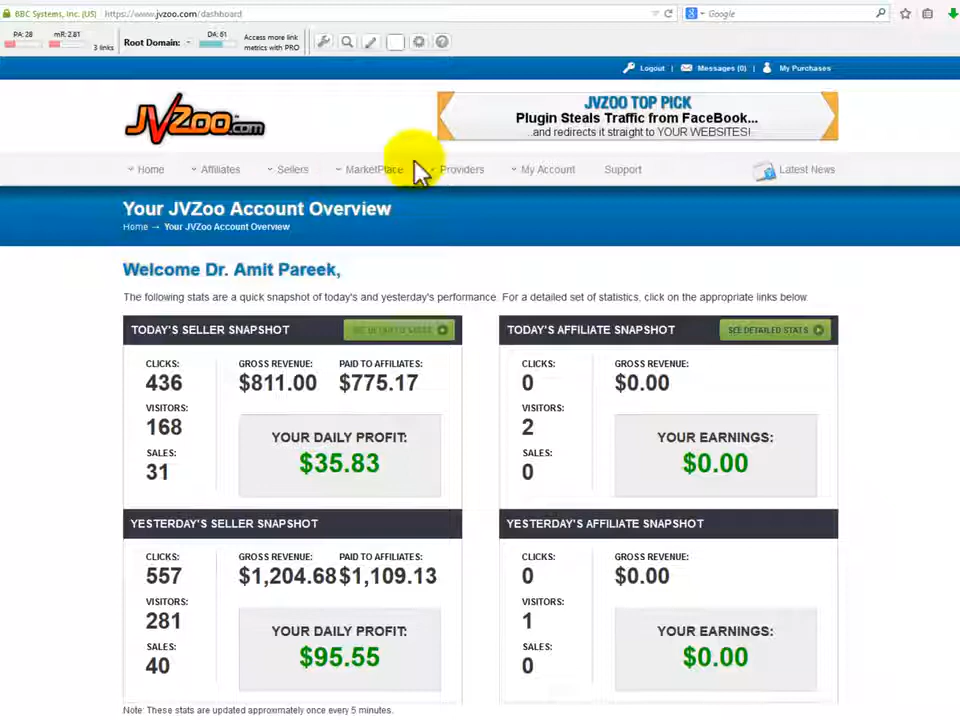 BBC Systems, Inc. (US) https://www.jvzoo.com/dashboard
Google
PA: 28 mR: 2.81 3 links
Root Domain: DA: 61
Access more link metrics with PRO
Logout | Messages (0) | My Purchases
JVZoo.com
JVZOO TOP PICK
Plugin Steals Traffic from FaceBook...
...and redirects it straight to YOUR WEBSITES!
Home Affiliates Sellers MarketPlace Providers My Account Support Latest News
Your JVZoo Account Overview
Home → Your JVZoo Account Overview
Welcome Dr. Amit Pareek,
The following stats are a quick snapshot of today's and yesterday's performance. For a detailed set of statistics, click on the appropriate links below.
TODAY'S SELLER SNAPSHOT SEE DETAILED STATS
CLICKS: GROSS REVENUE: PAID TO AFFILIATES:
436 $811.00 $775.17
VISITORS:
168
YOUR DAILY PROFIT:
$35.83
SALES:
31
TODAY'S AFFILIATE SNAPSHOT SEE DETAILED STATS
CLICKS: GROSS REVENUE:
0 $0.00
VISITORS:
2
YOUR EARNINGS:
$0.00
SALES:
0
YESTERDAY'S SELLER SNAPSHOT
CLICKS: GROSS REVENUE: PAID TO AFFILIATES:
557 $1,204.68 $1,109.13
VISITORS:
281
YOUR DAILY PROFIT:
$95.55
SALES:
40
YESTERDAY'S AFFILIATE SNAPSHOT
CLICKS: GROSS REVENUE:
0 $0.00
VISITORS:
1
YOUR EARNINGS:
$0.00
SALES:
0
Note: These stats are updated approximately once every 5 minutes.